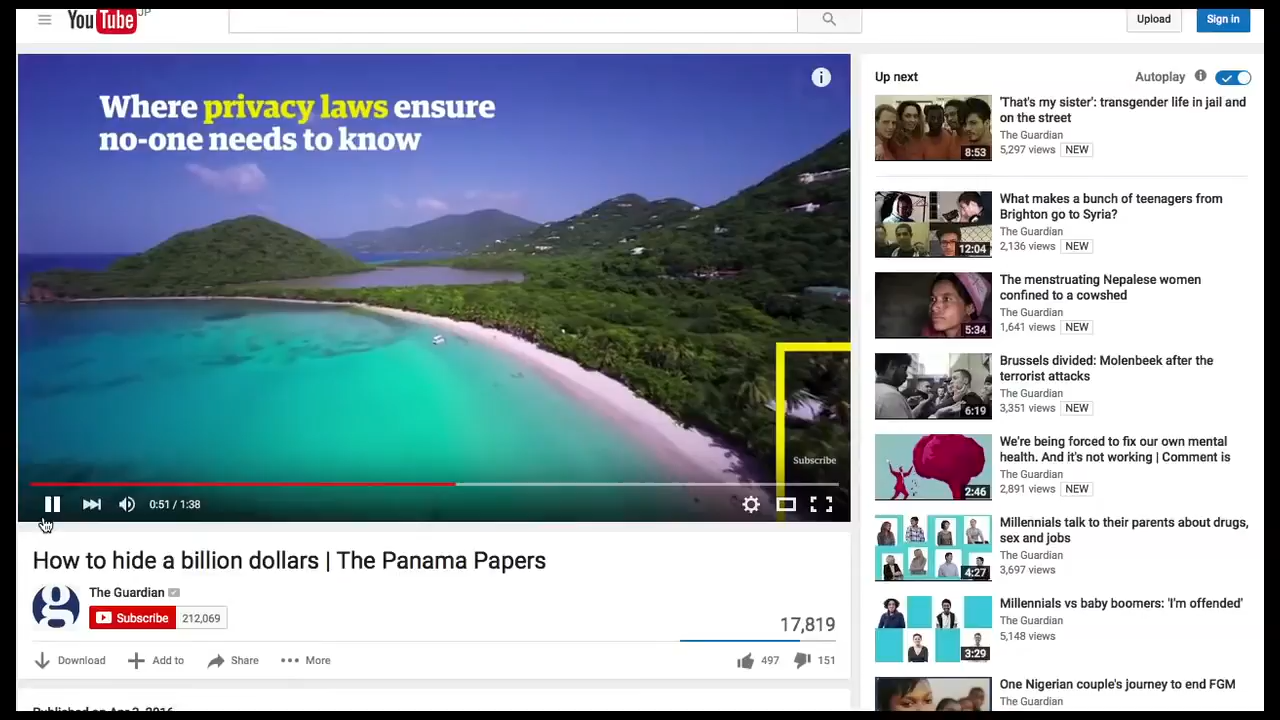 YouTube JP
Upload
Sign in
Where privacy laws ensure
no-one needs to know
Subscribe
0:51 / 1:38
How to hide a billion dollars | The Panama Papers
The Guardian
Subscribe 212,069
17,819
Download Add to Share More 497 151
Up next Autoplay
'That's my sister': transgender life in jail and
on the street
The Guardian
5,297 views NEW
8:53
What makes a bunch of teenagers from
Brighton go to Syria?
The Guardian
2,136 views NEW
12:04
The menstruating Nepalese women
confined to a cowshed
The Guardian
1,641 views NEW
5:34
Brussels divided: Molenbeek after the
terrorist attacks
The Guardian
3,351 views NEW
6:19
We're being forced to fix our own mental
health. And it's not working | Comment is
The Guardian
2,891 views NEW
2:46
Millennials talk to their parents about drugs,
sex and jobs
The Guardian
3,697 views
4:27
Millennials vs baby boomers: 'I'm offended'
The Guardian
5,148 views
3:29
One Nigerian couple's journey to end FGM
The Guardian